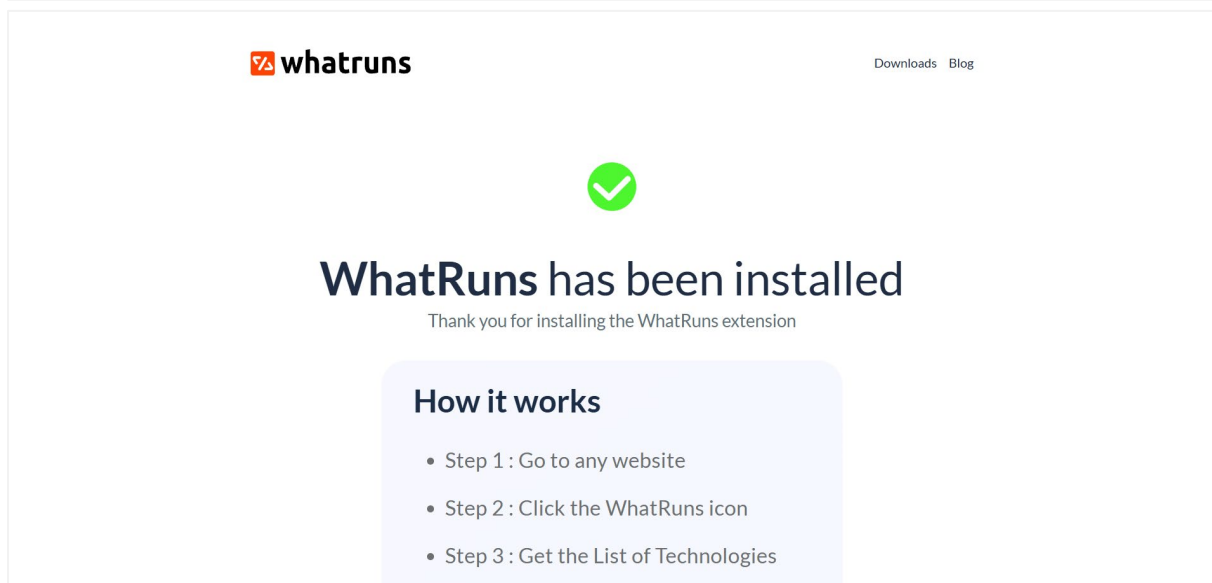 whatruns
Downloads Blog
WhatRuns has been installed
Thank you for installing the WhatRuns extension
How it works
• Step 1 : Go to any website
• Step 2 : Click the WhatRuns icon
• Step 3 : Get the List of Technologies